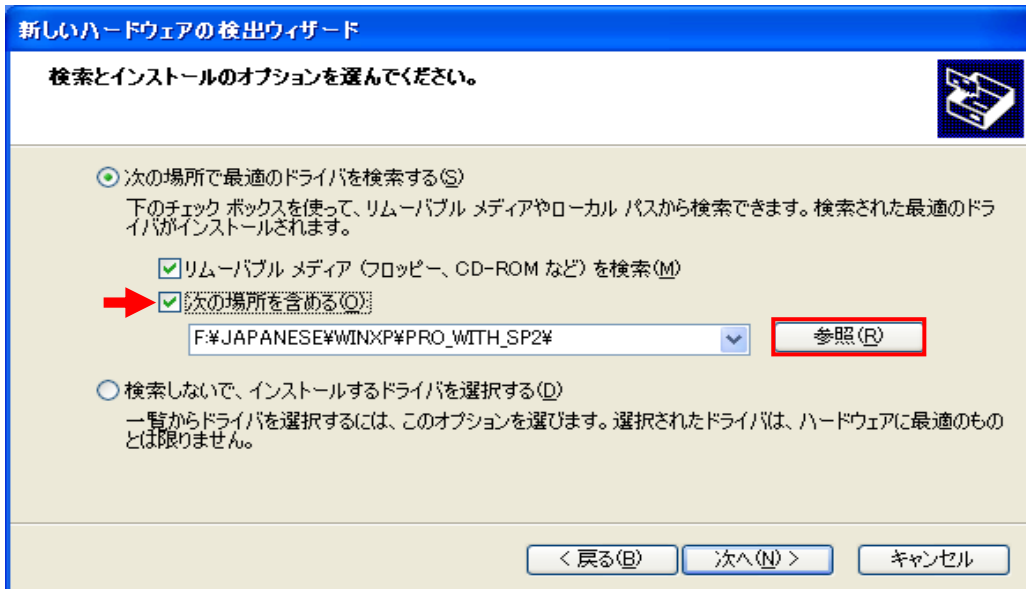 新しいハードウェアの検出ウィザード
検索とインストールのオプションを選んでください。
次の場所で最適のドライバを検索する(S)
下のチェック ボックスを使って、リムーバブル メディアやローカル パスから検索できます。検索された最適のドラ
イバがインストールされます。
リムーバブル メディア (フロッピー、CD-ROM など) を検索(M)
次の場所を含める(O):
F:¥JAPANESE¥WINXP¥PRO_WITH_SP2¥
参照(R)
検索しないで、インストールするドライバを選択する(D)
一覧からドライバを選択するには、このオプションを選びます。選択されたドライバは、ハードウェアに最適のもの
とは限りません。
< 戻る(B)
次へ(N) >
キャンセル